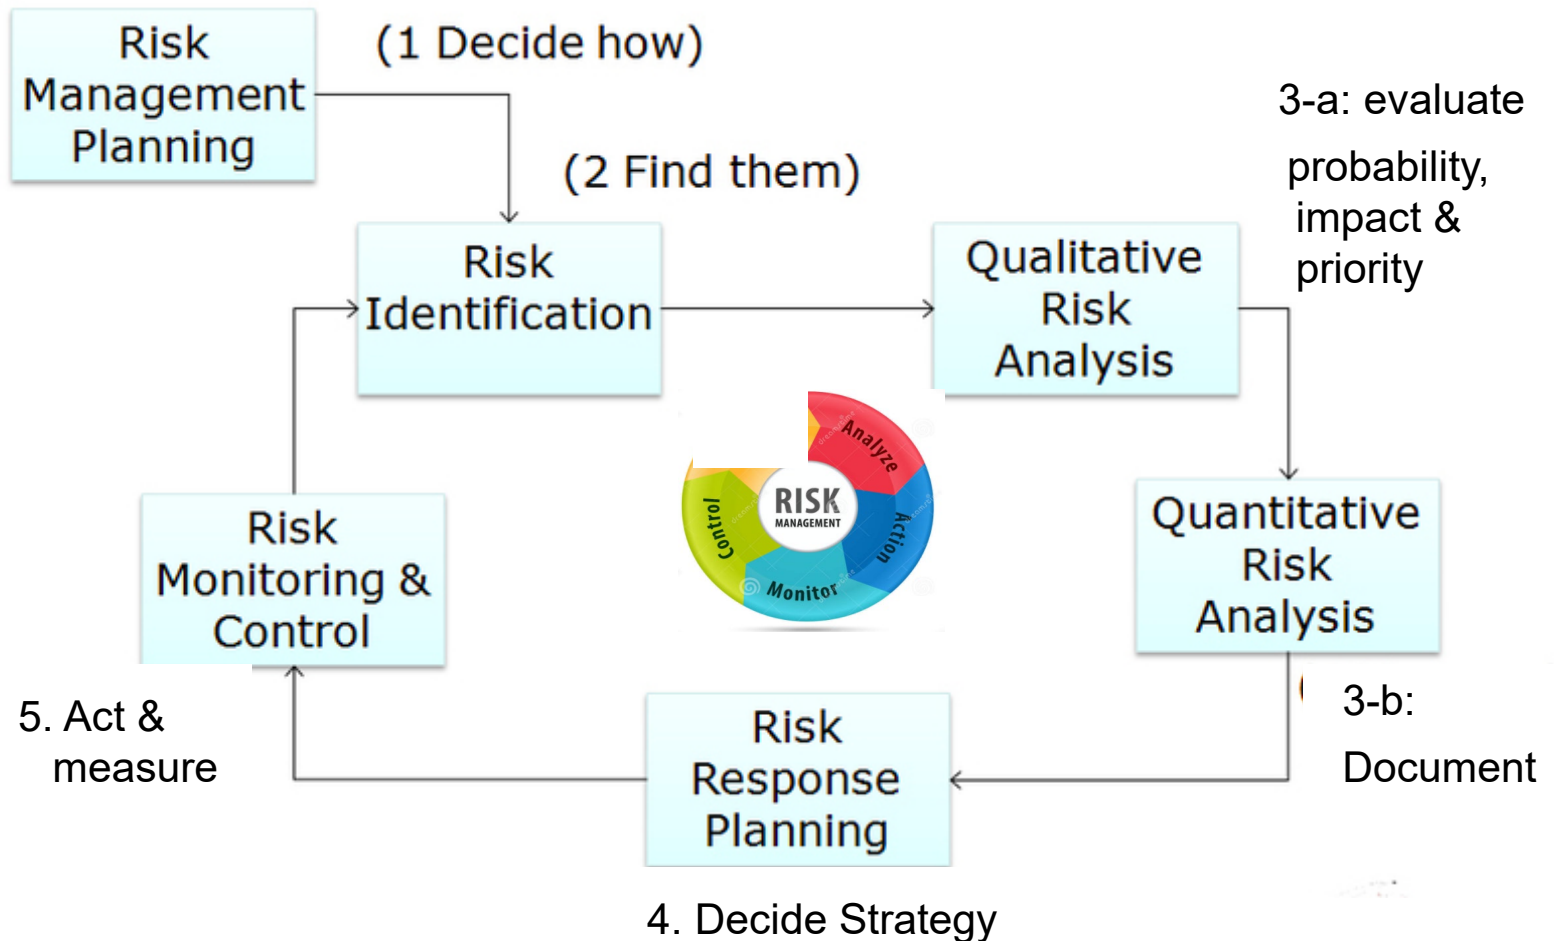 Risk
Management
Planning
(1 Decide how)
(2 Find them)
3-a: evaluate
probability,
impact &
priority
Risk
Identification
Qualitative
Risk
Analysis
Analyze
Action
Monitor
Control
RISK
MANAGEMENT
Quantitative
Risk
Analysis
Risk
Monitoring &
Control
3-b:
Document
5. Act &
measure
Risk
Response
Planning
4. Decide Strategy